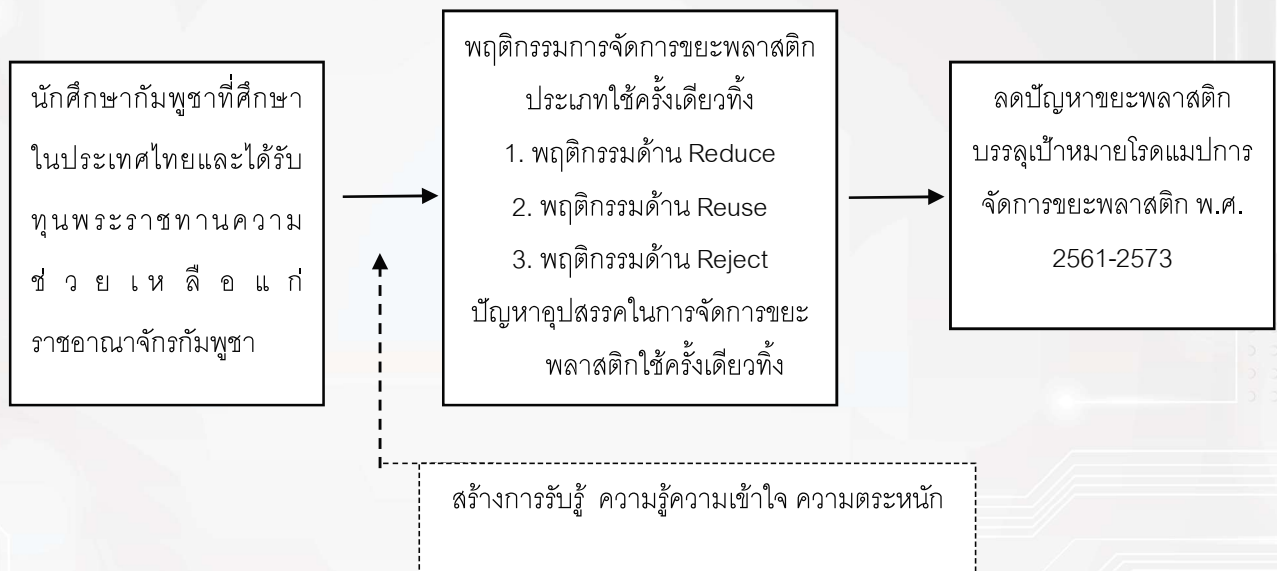 นักศึกษากัมพูชาที่ศึกษา
ในประเทศไทยและได้รับ
ทุนพระราชทานความ
ช่วยเหลือแก่
ราชอาณาจักรกัมพูชา
พฤติกรรมการจัดการขยะพลาสติก
ประเภทใช้ครั้งเดียวทิ้ง
1. พฤติกรรมด้าน Reduce
2. พฤติกรรมด้าน Reuse
3. พฤติกรรมด้าน Reject
ปัญหาอุปสรรคในการจัดการขยะ
พลาสติกใช้ครั้งเดียวทิ้ง
ลดปัญหาขยะพลาสติก
บรรลุเป้าหมายโรดแมปการ
จัดการขยะพลาสติก พ.ศ.
2561-2573
สร้างการรับรู้ ความรู้ความเข้าใจ ความตระหนัก